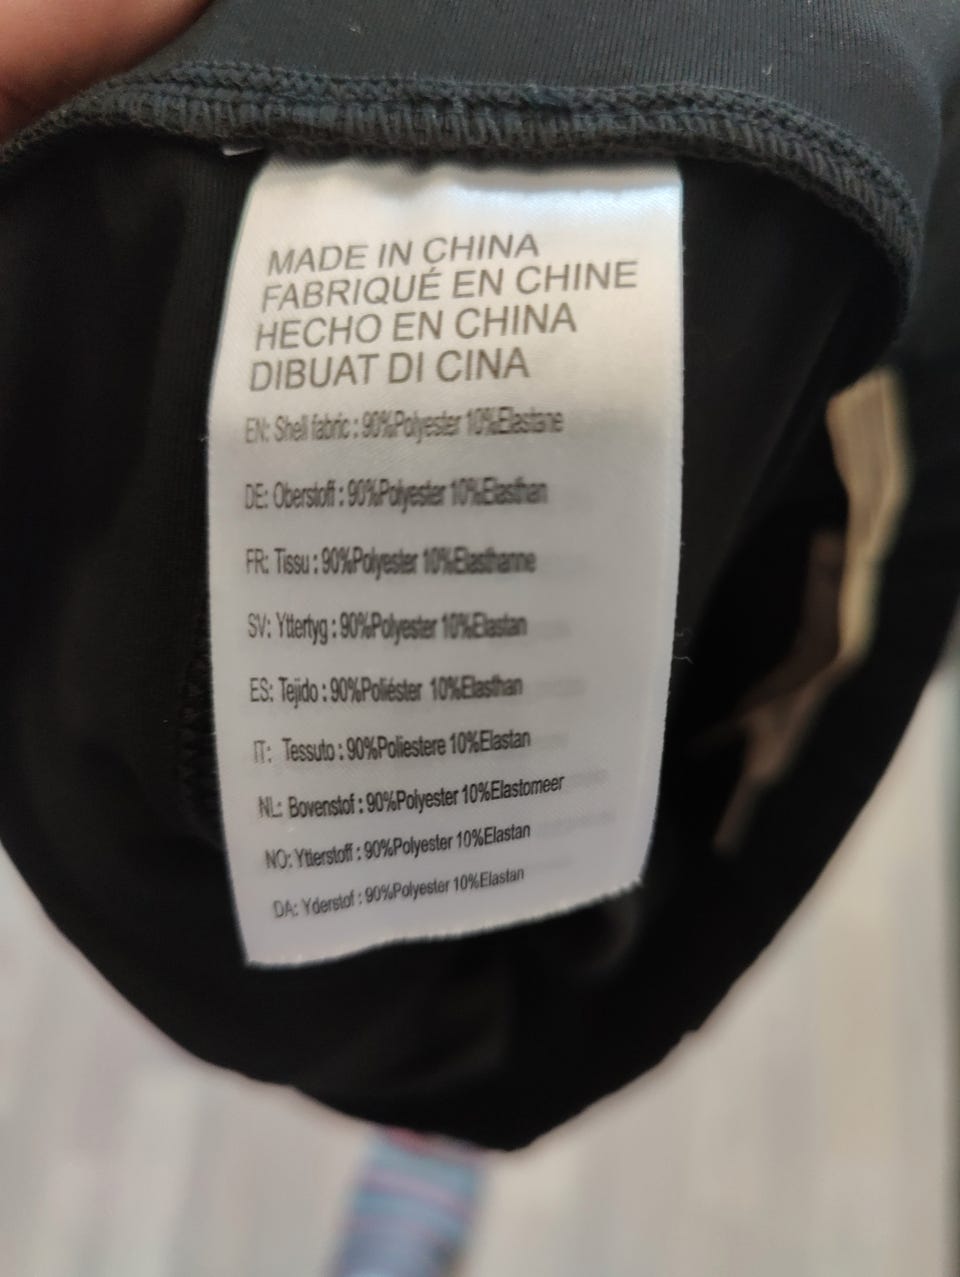 MADE IN CHINA
FABRIQUÉ EN CHINE
HECHO EN CHINA
DIBUAT DI CINA
EN: Shell fabric : 90%Polyester 10%Elastane
DE: Oberstoff : 90%Polyester 10%Elasthan
FR: Tissu : 90%Polyester 10%Elasthanne
SV: Yttertyg : 90%Polyester 10%Elastan
ES: Tejido : 90%Poliéster 10%Elasthan
IT: Tessuto : 90%Poliestere 10%Elastan
NL: Bovenstof : 90%Polyester 10%Elastomeer
NO: Ytterstoff : 90%Polyester 10%Elastan
DA: Yderstof : 90%Polyester 10%Elastan